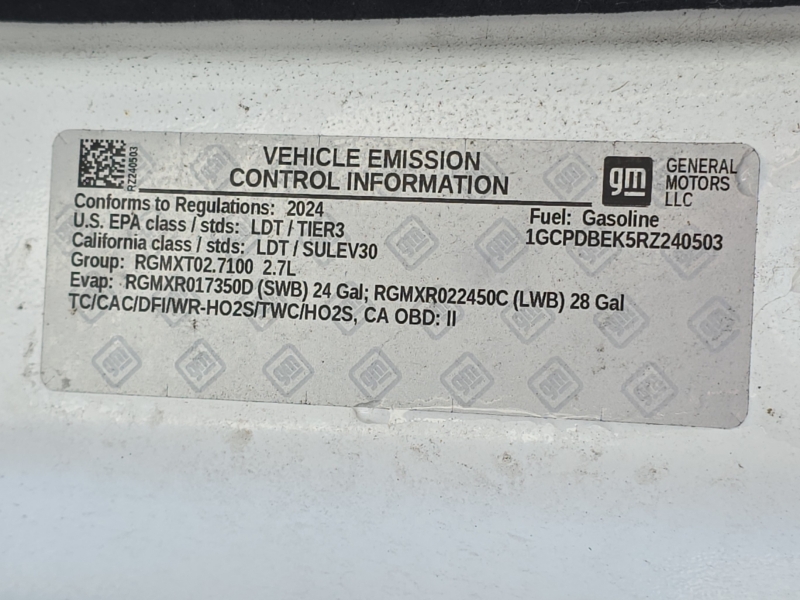 RZ240503
VEHICLE EMISSION
CONTROL INFORMATION
gm
GENERAL
MOTORS
LLC
Conforms to Regulations: 2024
U.S. EPA class / stds: LDT / TIER3
California class / stds: LDT / SULEV30
Group: RGMXT02.7100 2.7L
Fuel: Gasoline
1GCPDBEK5RZ240503
Evap: RGMXR017350D (SWB) 24 Gal; RGMXR022450C (LWB) 28 Gal
TC/CAC/DFI/WR-HO2S/TWC/HO2S, CA OBD: II